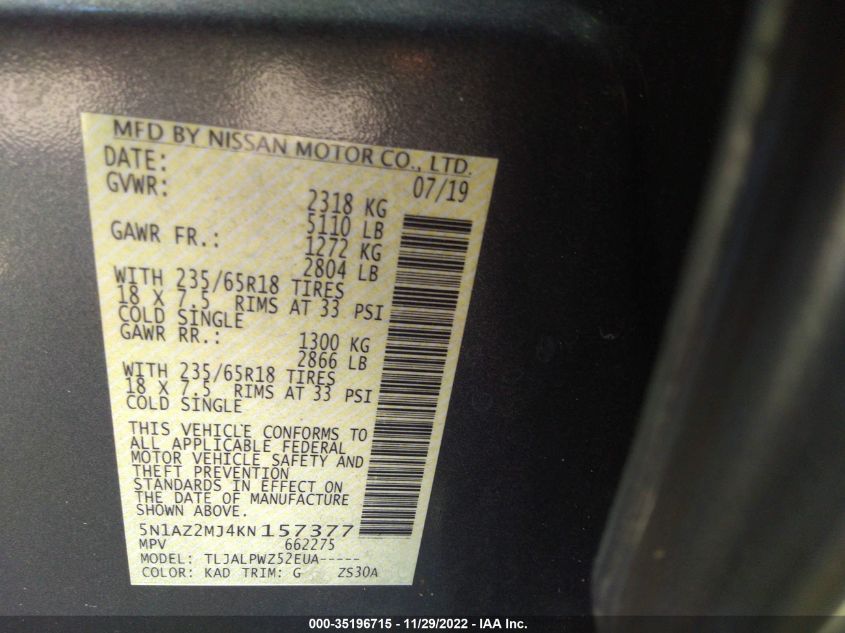 MFD BY NISSAN MOTOR CO., LTD.
DATE: 07/19
GVWR: 2318 KG
5110 LB
GAWR FR.: 1272 KG
2804 LB
WITH 235/65R18 TIRES
18 X 7.5 RIMS AT 33 PSI
COLD SINGLE
GAWR RR.: 1300 KG
2866 LB
WITH 235/65R18 TIRES
18 X 7.5 RIMS AT 33 PSI
COLD SINGLE
THIS VEHICLE CONFORMS TO
ALL APPLICABLE FEDERAL
MOTOR VEHICLE SAFETY AND
THEFT PREVENTION
STANDARDS IN EFFECT ON
THE DATE OF MANUFACTURE
SHOWN ABOVE.
5N1AZ2MJ4KN157377
MPV 662275
MODEL: TLJALPWZ52EUA-----
COLOR: KAD TRIM: G ZS30A
000-35196715 - 11/29/2022 - IAA Inc.